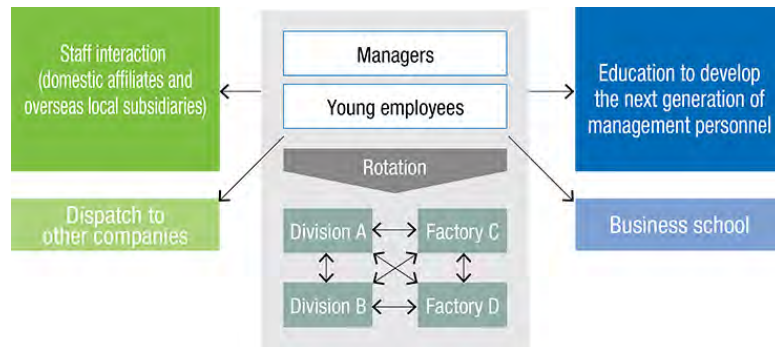 Staff interaction
(domestic affiliates and
overseas local subsidiaries)
Dispatch to
other companies
Managers
Young employees
Rotation
Division A
Factory C
Division B
Factory D
Education to develop
the next generation of
management personnel
Business school